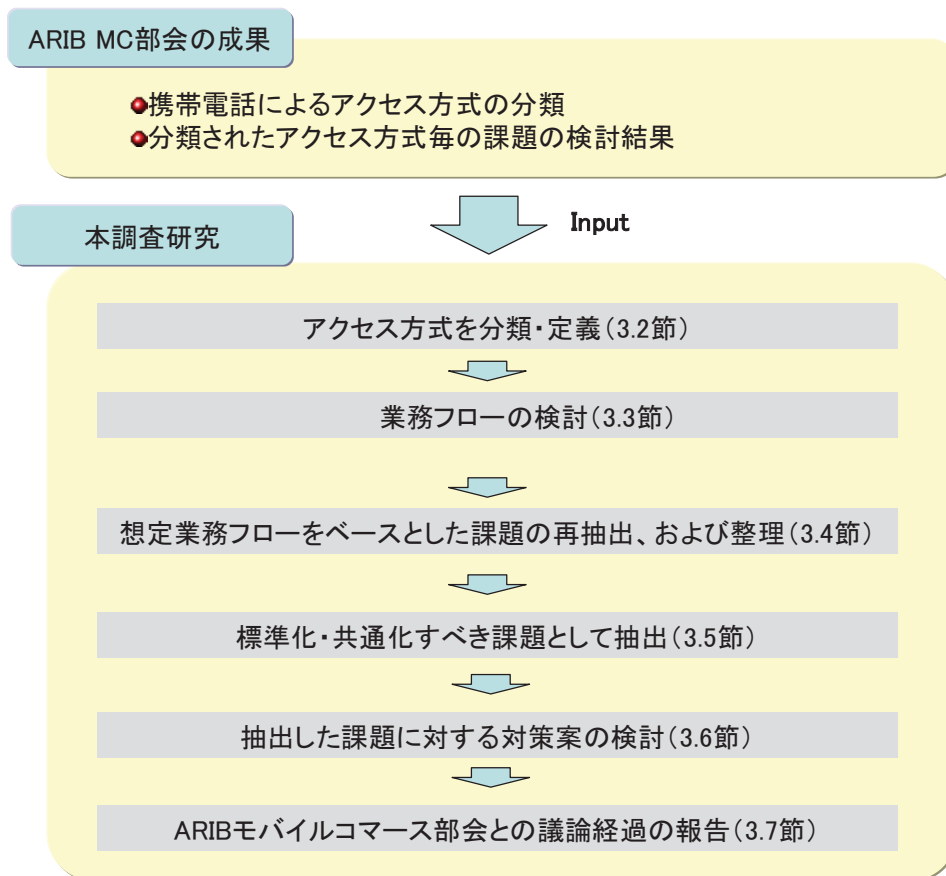 ARIB MC部会の成果
携帯電話によるアクセス方式の分類
分類されたアクセス方式毎の課題の検討結果
Input
本調査研究
アクセス方式を分類・定義(3.2節)
業務フローの検討(3.3節)
想定業務フローをベースとした課題の再抽出、および整理(3.4節)
標準化・共通化すべき課題として抽出(3.5節)
抽出した課題に対する対策案の検討(3.6節)
ARIBモバイルコマース部会との議論経過の報告(3.7節)